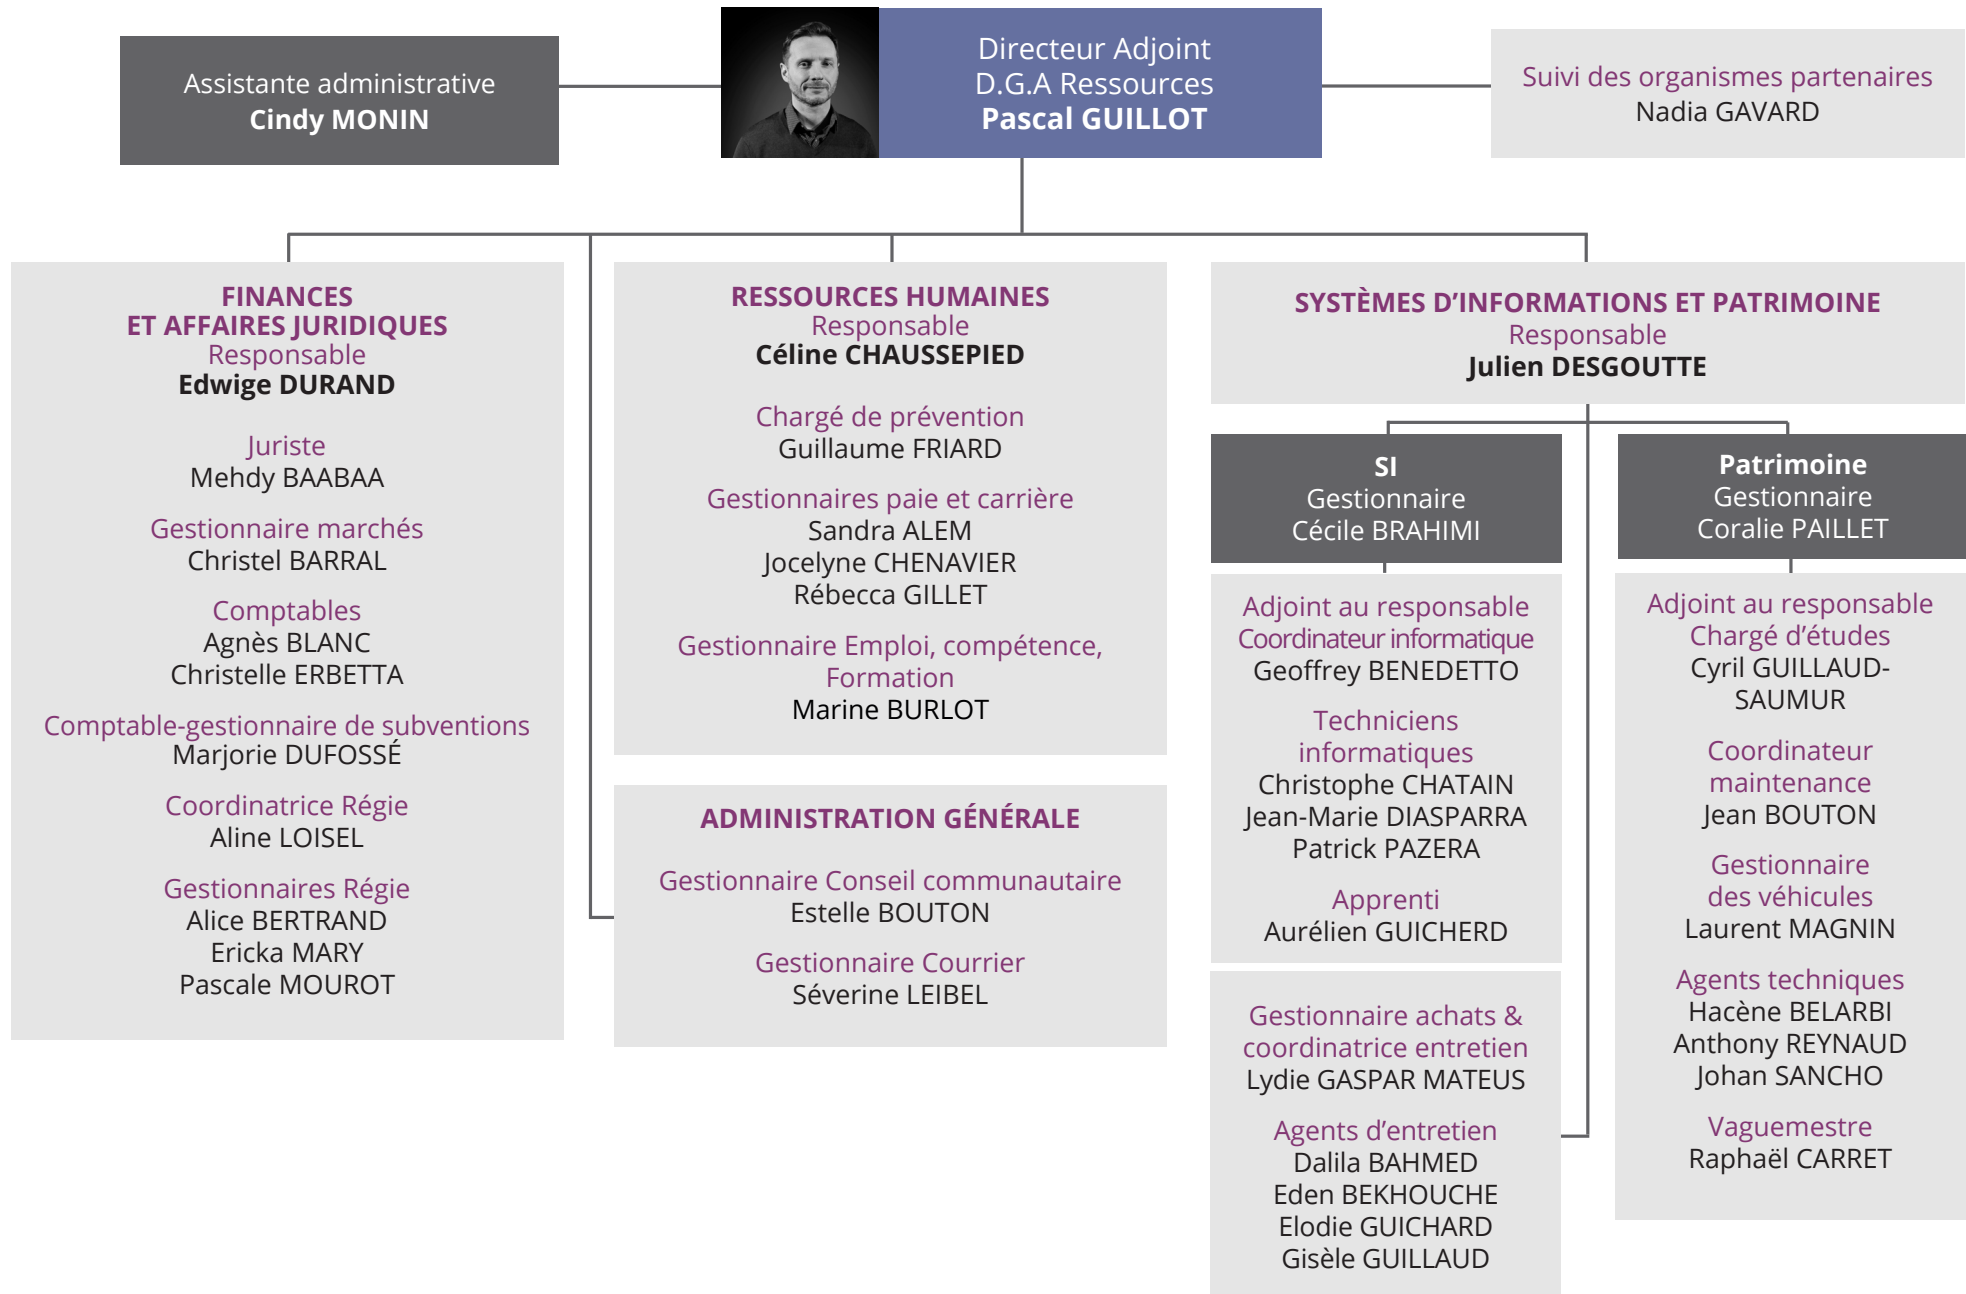 Assistante administrative
Cindy MONIN
Directeur Adjoint
D.G.A Ressources
Pascal GUILLOT
Suivi des organismes partenaires
Nadia GAVARD
FINANCES
ET AFFAIRES JURIDIQUES
Responsable
Edwige DURAND
Juriste
Mehdy BAABAA
Gestionnaire marchés
Christel BARRAL
Comptables
Agnès BLANC
Christelle ERBETTA
Comptable-gestionnaire de subventions
Marjorie DUFOSSÉ
Coordinatrice Régie
Aline LOISEL
Gestionnaires Régie
Alice BERTRAND
Ericka MARY
Pascale MOUROT
RESSOURCES HUMAINES
Responsable
Céline CHAUSSEPIED
Chargé de prévention
Guillaume FRIARD
Gestionnaires paie et carrière
Sandra ALEM
Jocelyne CHENAVIER
Rébecca GILLET
Gestionnaire Emploi, compétence,
Formation
Marine BURLOT
ADMINISTRATION GÉNÉRALE
Gestionnaire Conseil communautaire
Estelle BOUTON
Gestionnaire Courrier
Séverine LEIBEL
SYSTÈMES D’INFORMATIONS ET PATRIMOINE
Responsable
Julien DESGOUTTE
SI
Gestionnaire
Cécile BRAHIMI
Adjoint au responsable
Coordinateur informatique
Geoffrey BENEDETTO
Techniciens
informatiques
Christophe CHATAIN
Jean-Marie DIASPARRA
Patrick PAZERA
Apprenti
Aurélien GUICHERD
Gestionnaire achats &
coordinatrice entretien
Lydie GASPAR MATEUS
Agents d’entretien
Dalila BAHMED
Eden BEKHOUCHE
Elodie GUICHARD
Gisèle GUILLAUD
Patrimoine
Gestionnaire
Coralie PAILLET
Adjoint au responsable
Chargé d’études
Cyril GUILLAUD-
SAUMUR
Coordinateur
maintenance
Jean BOUTON
Gestionnaire
des véhicules
Laurent MAGNIN
Agents techniques
Hacène BELARBI
Anthony REYNAUD
Johan SANCHO
Vaguemestre
Raphaël CARRET